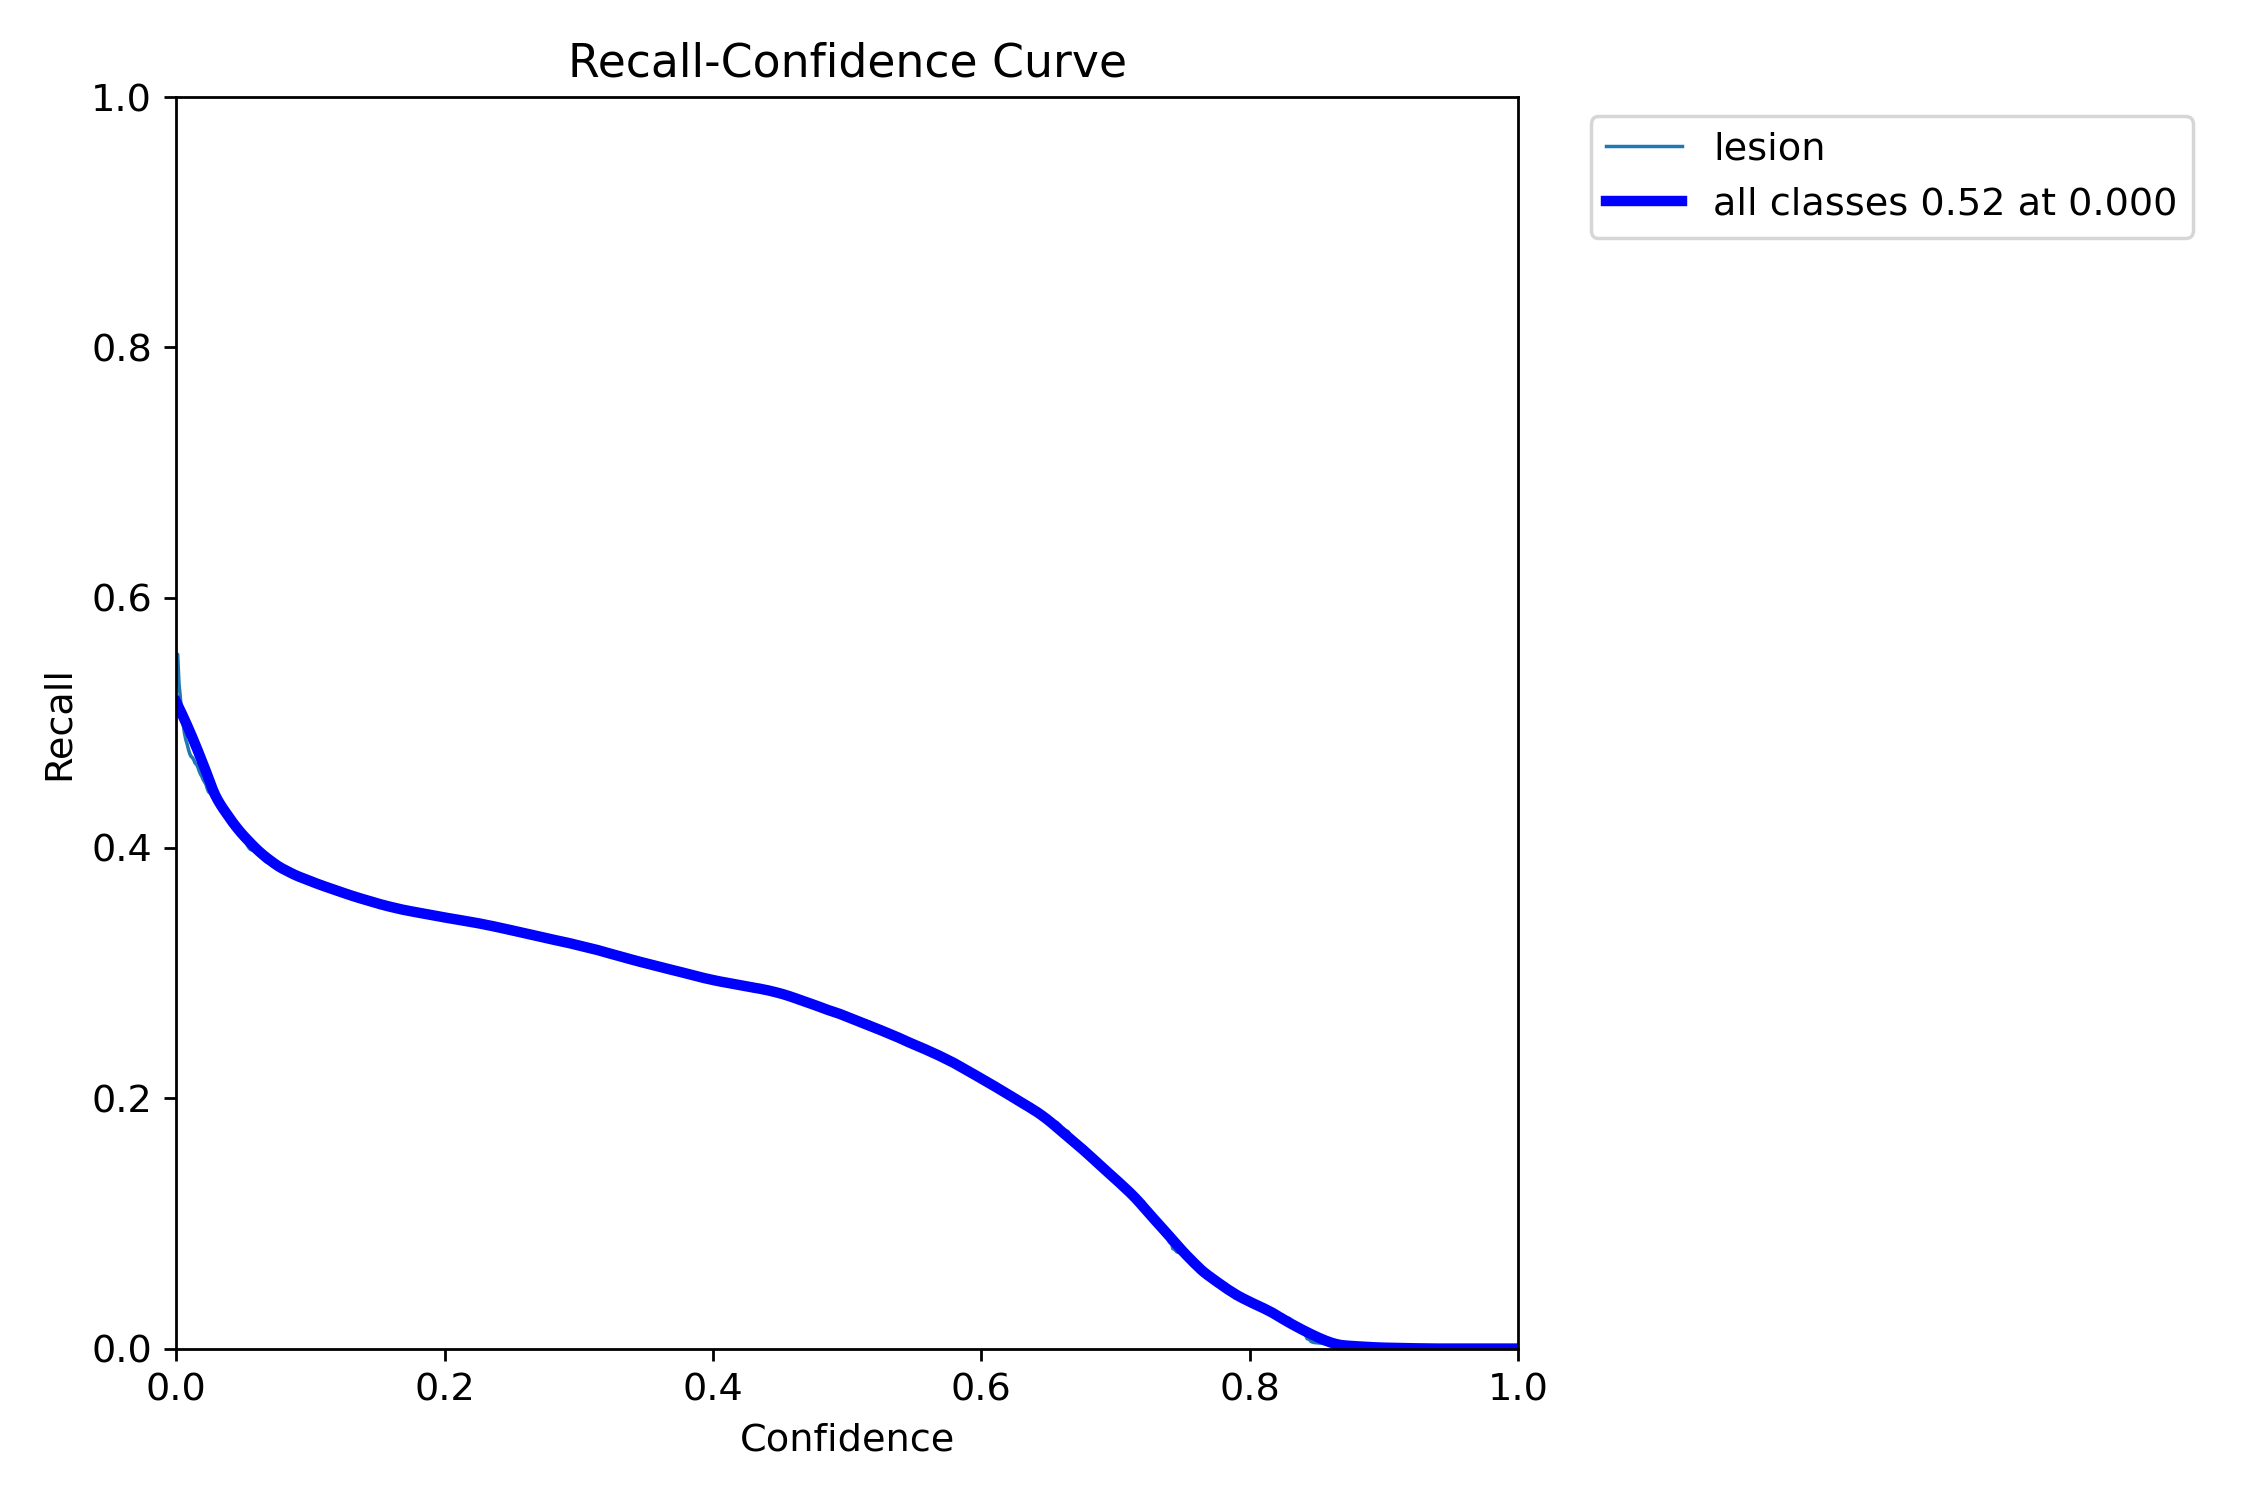 Recall-Confidence Curve
1.0
0.8
0.6
0.4
0.2
0.0
Recall
0.0 0.2 0.4 0.6 0.8 1.0
Confidence
lesion
all classes 0.52 at 0.000